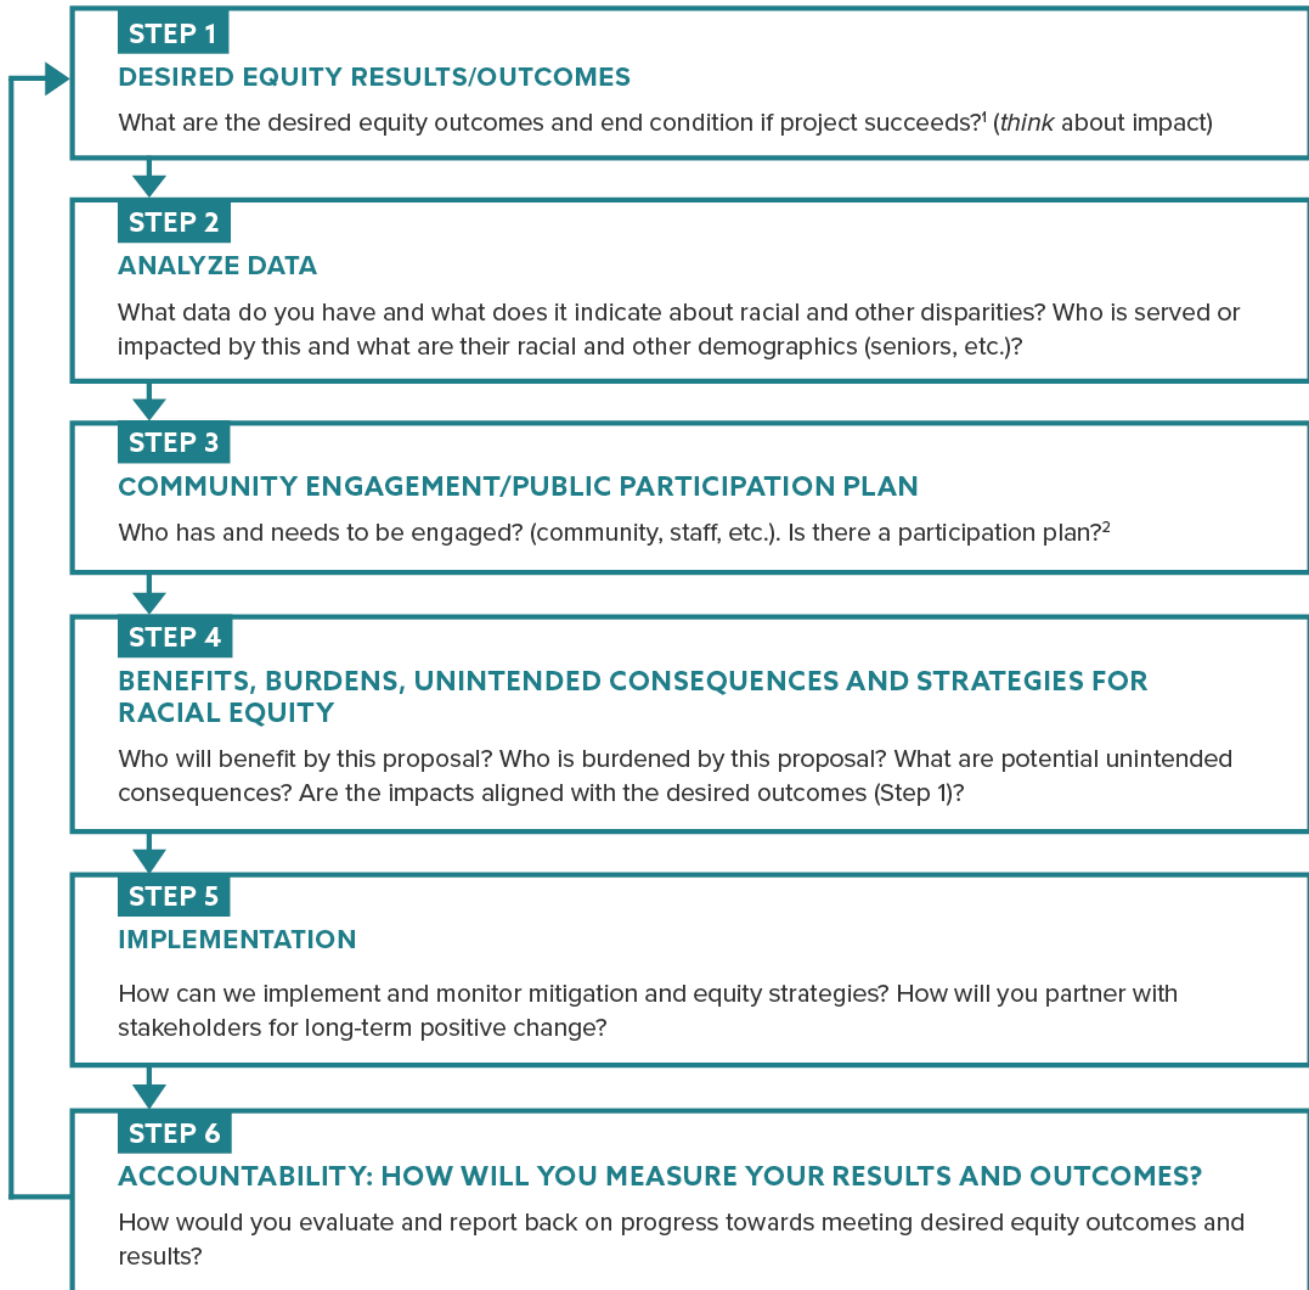 STEP 1
DESIRED EQUITY RESULTS/OUTCOMES
What are the desired equity outcomes and end condition if project succeeds?¹ (think about impact)
STEP 2
ANALYZE DATA
What data do you have and what does it indicate about racial and other disparities? Who is served or
impacted by this and what are their racial and other demographics (seniors, etc.)?
STEP 3
COMMUNITY ENGAGEMENT/PUBLIC PARTICIPATION PLAN
Who has and needs to be engaged? (community, staff, etc.). Is there a participation plan?²
STEP 4
BENEFITS, BURDENS, UNINTENDED CONSEQUENCES AND STRATEGIES FOR
RACIAL EQUITY
Who will benefit by this proposal? Who is burdened by this proposal? What are potential unintended
consequences? Are the impacts aligned with the desired outcomes (Step 1)?
STEP 5
IMPLEMENTATION
How can we implement and monitor mitigation and equity strategies? How will you partner with
stakeholders for long-term positive change?
STEP 6
ACCOUNTABILITY: HOW WILL YOU MEASURE YOUR RESULTS AND OUTCOMES?
How would you evaluate and report back on progress towards meeting desired equity outcomes and
results?